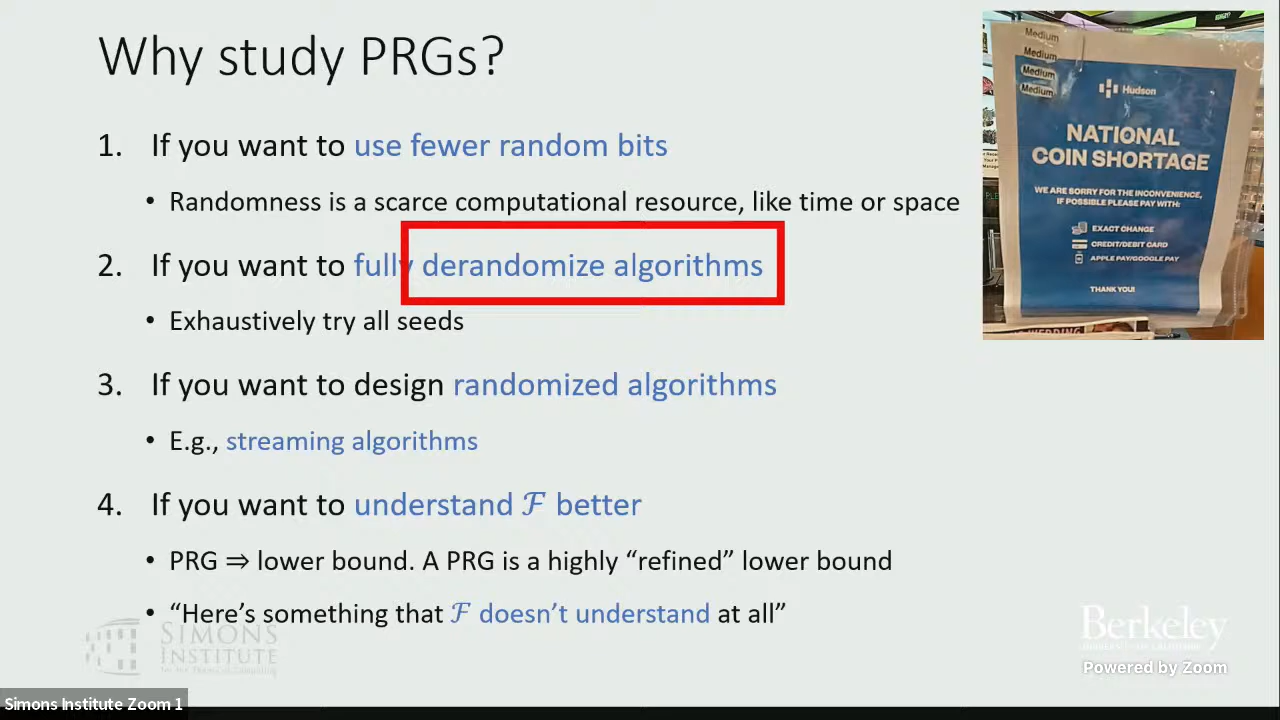 Why study PRGs?
1. If you want to use fewer random bits
• Randomness is a scarce computational resource, like time or space
2. If you want to fully derandomize algorithms
• Exhaustively try all seeds
3. If you want to design randomized algorithms
• E.g., streaming algorithms
4. If you want to understand ℱ better
• PRG ⇒ lower bound. A PRG is a highly “refined” lower bound
• “Here’s something that ℱ doesn’t understand at all”
Medium
Medium
Medium
Medium
Hudson
NATIONAL
COIN SHORTAGE
WE ARE SORRY FOR THE INCONVENIENCE,
IF POSSIBLE PLEASE PAY WITH:
EXACT CHANGE
CREDIT/DEBIT CARD
APPLE PAY/GOOGLE PAY
THANK YOU!
WEDDING
SIMONS
INSTITUTE
Berkeley
Powered by Zoom
Simons Institute Zoom 1